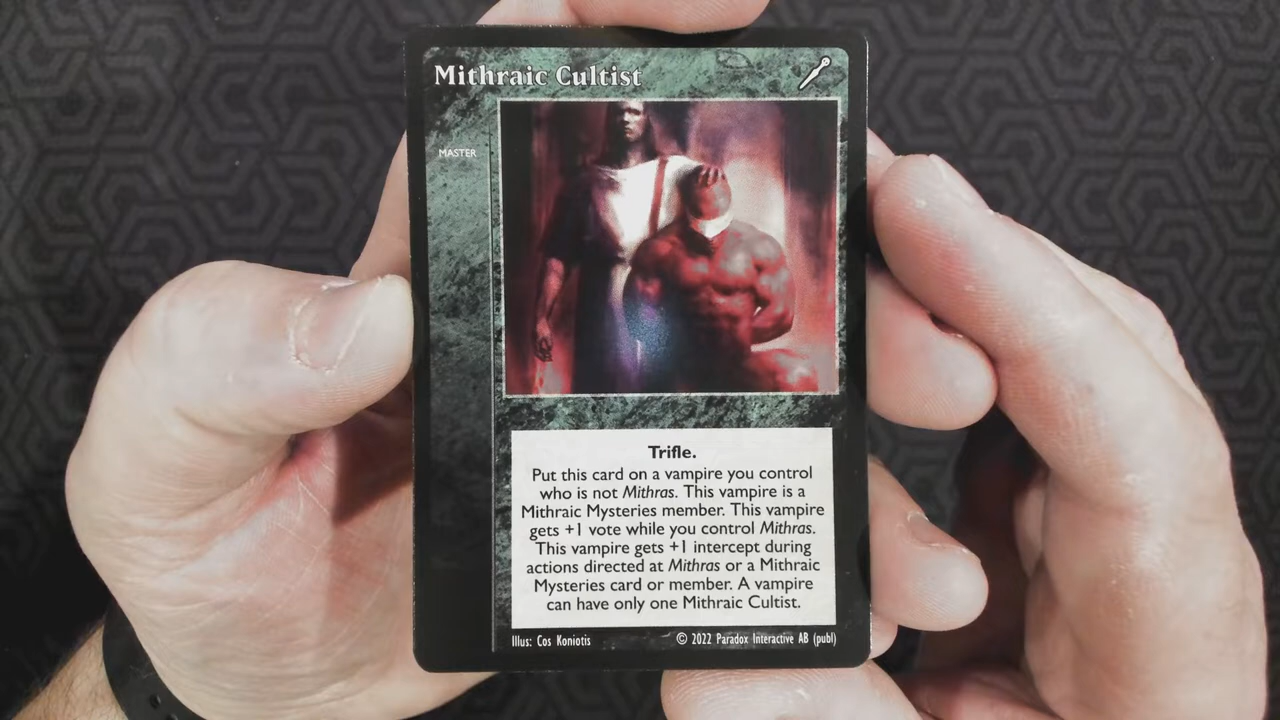 Mithraic Cultist
MASTER
Trifle.
Put this card on a vampire you control
who is not Mithras. This vampire is a
Mithraic Mysteries member. This vampire
gets +1 vote while you control Mithras.
This vampire gets +1 intercept during
actions directed at Mithras or a Mithraic
Mysteries card or member. A vampire
can have only one Mithraic Cultist.
Illus: Cos Koniotis © 2022 Paradox Interactive AB (publ)